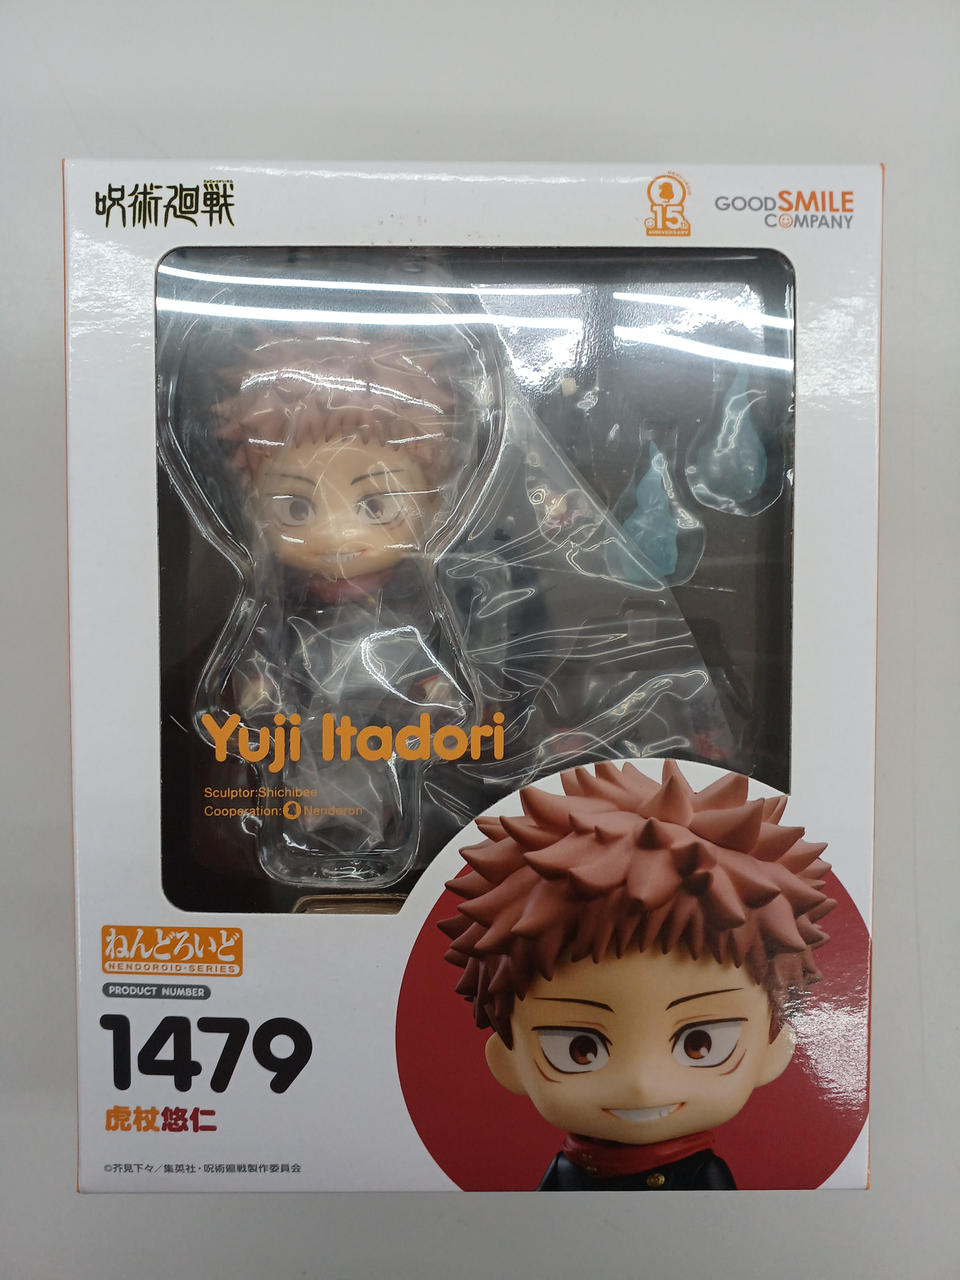 呪術廻戦
15th
ANNIVERSARY
GOOD SMILE
COMPANY
Yuji Itadori
Sculptor:Shichibee
Cooperation: Nendoron
ねんどろいど
NENDOROID・SERIES
PRODUCT NUMBER
1479
虎杖悠仁
©芥見下々／集英社・呪術廻戦製作委員会